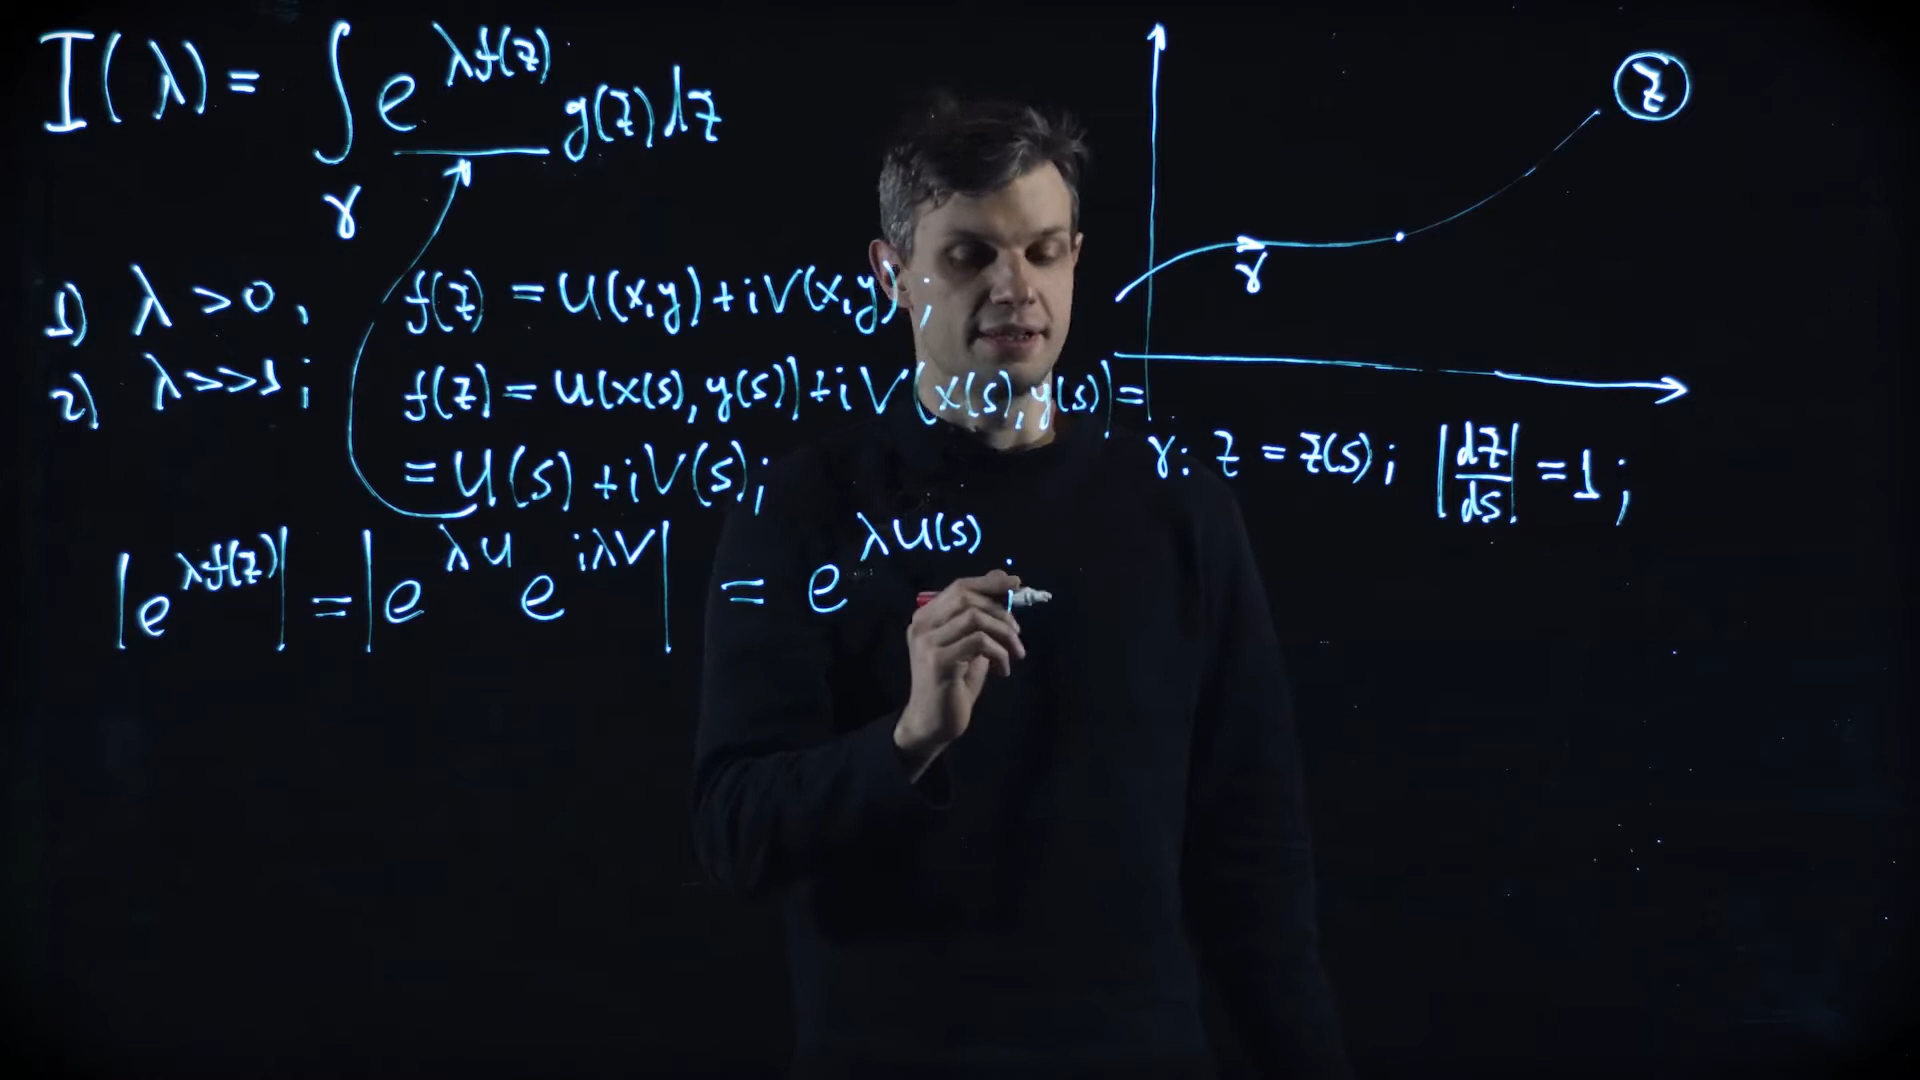 I(λ) = ∫_γ e^{λf(z)} g(z)dz
1) λ > 0,
2) λ >> 1;
f(z) = U(x,y) + iV(x,y);
f(z) = U(x(s), y(s)) + iV(x(s), y(s)) =
= U(s) + iV(s);
|e^{λf(z)}| = |e^{λU} e^{iλV}| = e^{λU(s)};
z
γ
γ: z = z(s); |dz/ds| = 1;